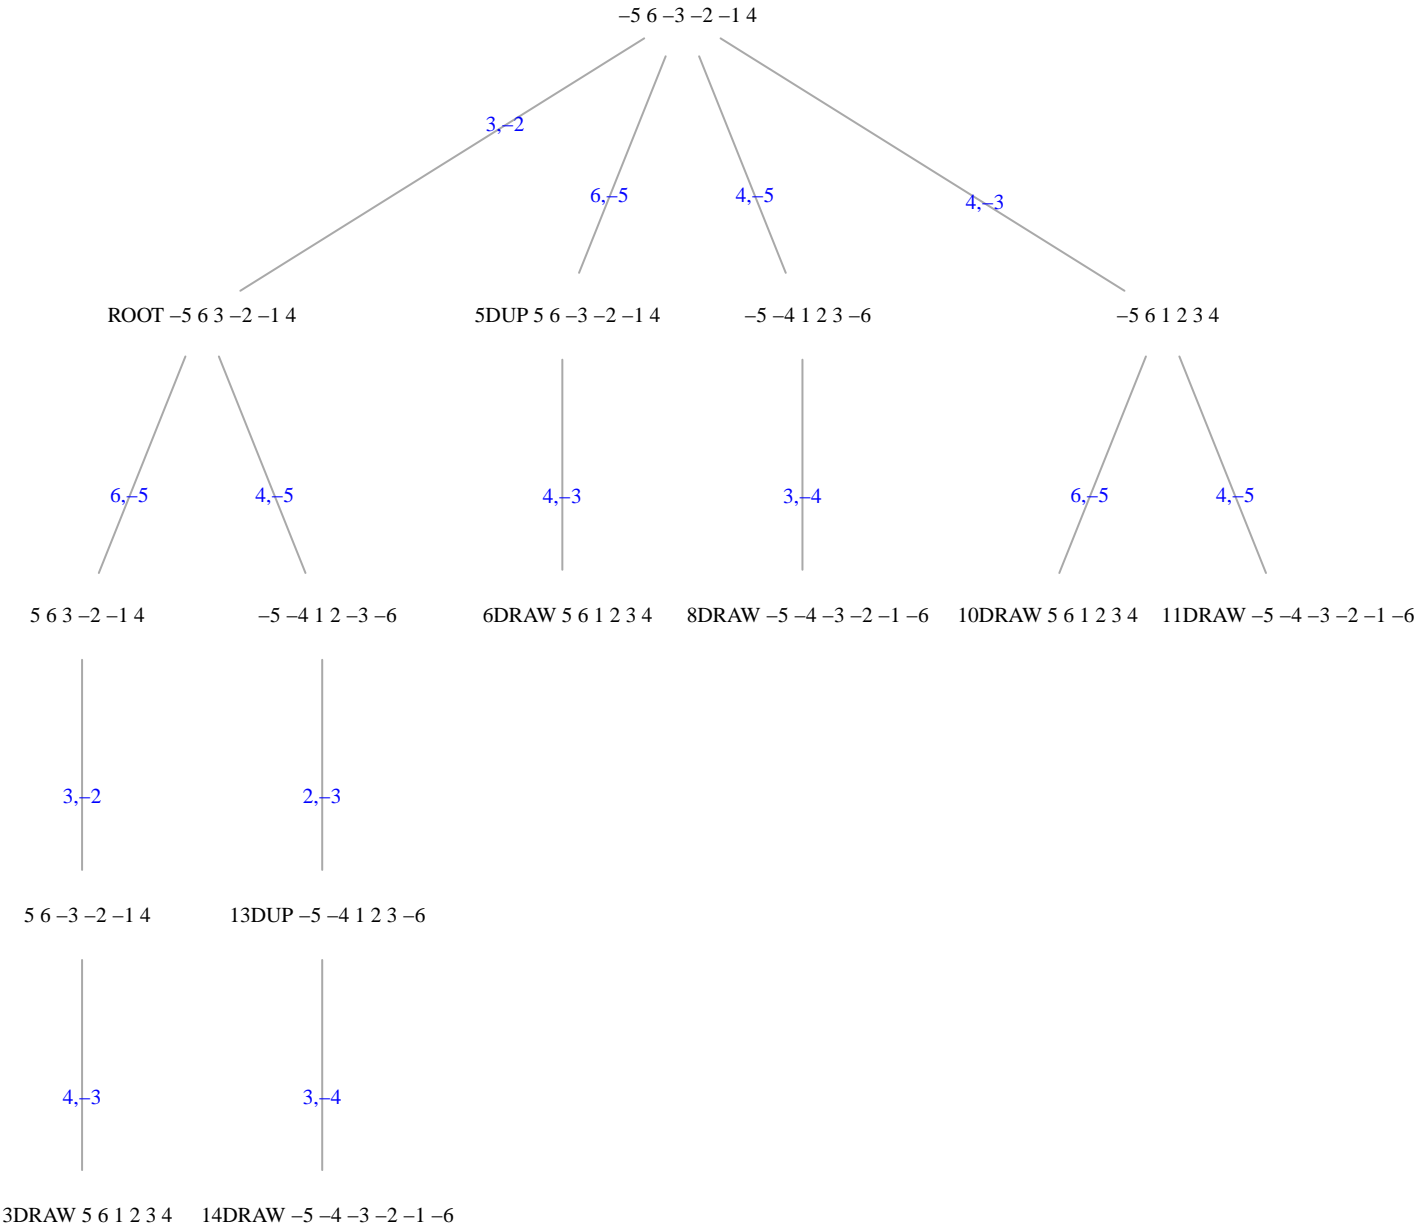 –5 6 –3 –2 –1 4
3,–2
6,–5
4,–5
4,–3
ROOT –5 6 3 –2 –1 4
5DUP 5 6 –3 –2 –1 4
–5 –4 1 2 3 –6
–5 6 1 2 3 4
6,–5
4,–5
4,–3
3,–4
6,–5
4,–5
5 6 3 –2 –1 4
–5 –4 1 2 –3 –6
6DRAW 5 6 1 2 3 4
8DRAW –5 –4 –3 –2 –1 –6
10DRAW 5 6 1 2 3 4
11DRAW –5 –4 –3 –2 –1 –6
3,–2
2,–3
5 6 –3 –2 –1 4
13DUP –5 –4 1 2 3 –6
4,–3
3,–4
3DRAW 5 6 1 2 3 4
14DRAW –5 –4 –3 –2 –1 –6